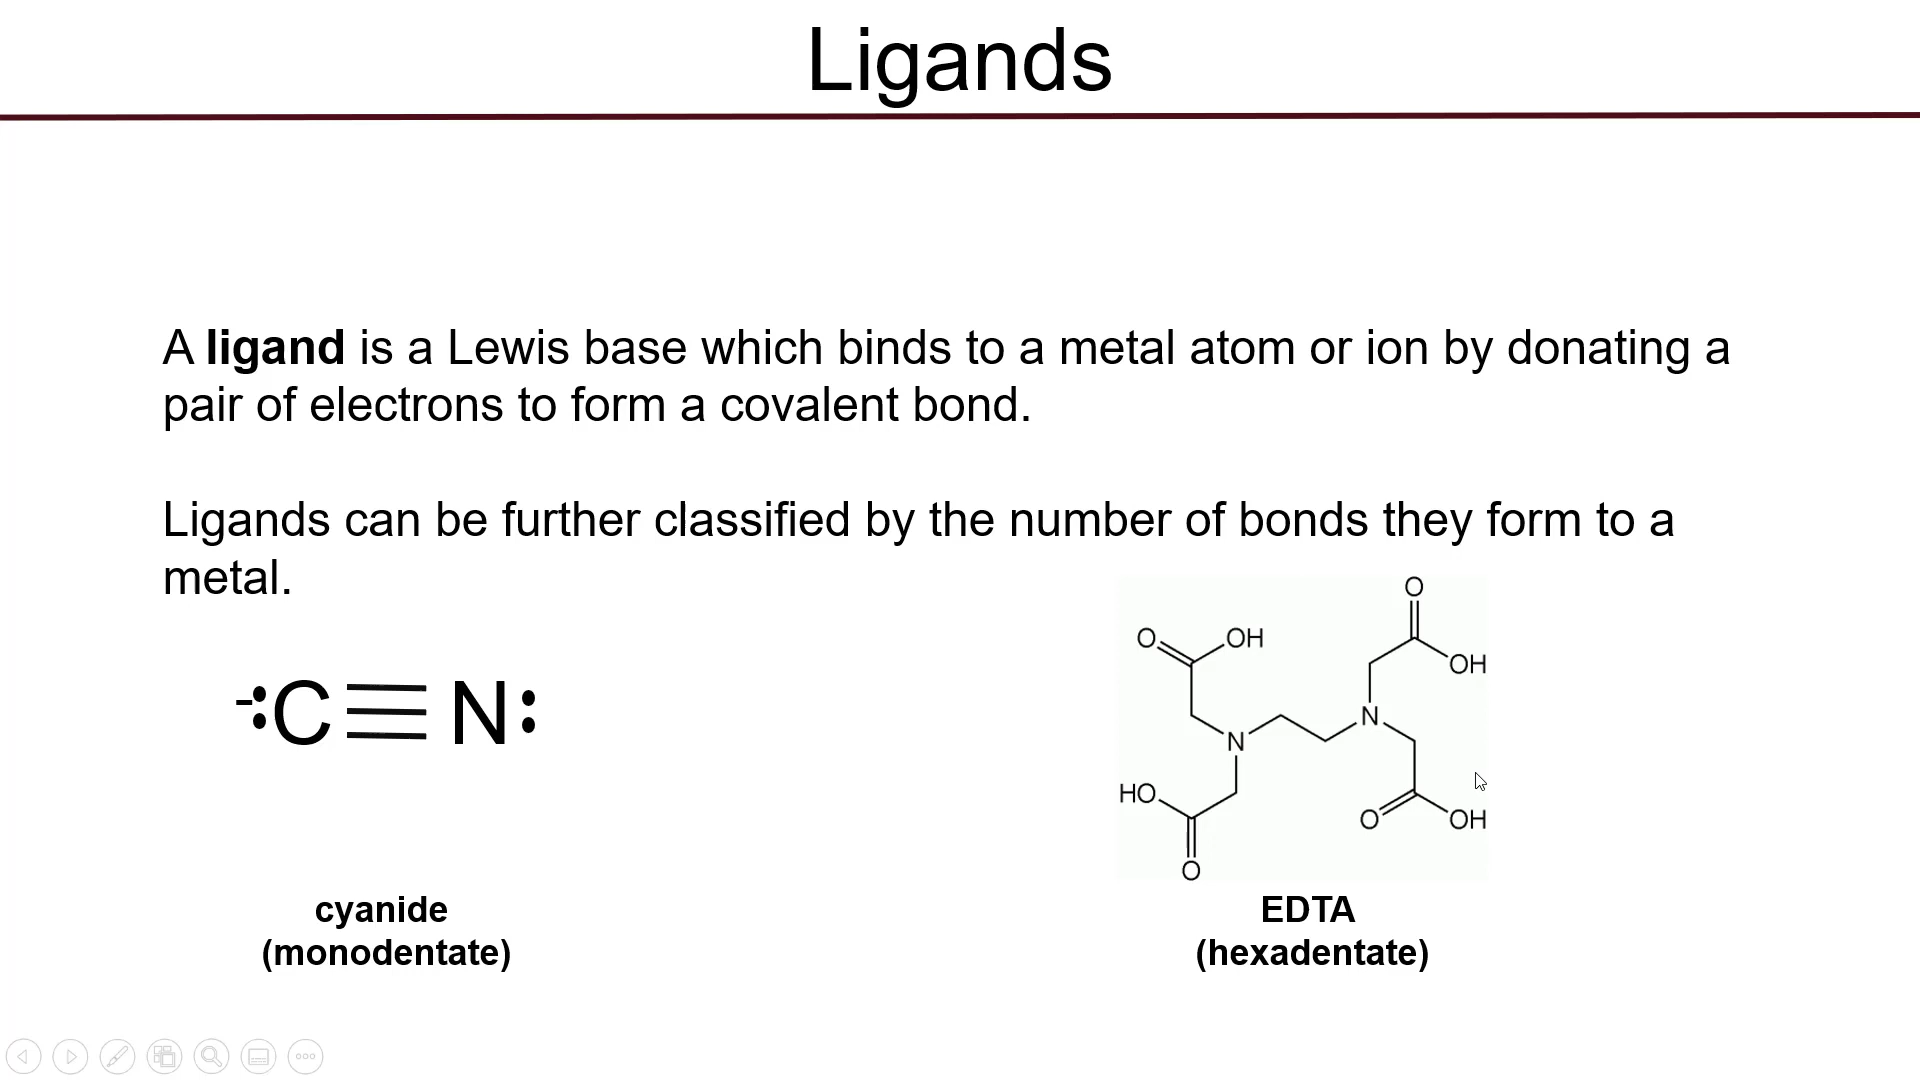 Ligands
A ligand is a Lewis base which binds to a metal atom or ion by donating a
pair of electrons to form a covalent bond.
Ligands can be further classified by the number of bonds they form to a
metal.
-:C≡N:
O
O OH
OH
N
N
HO
O OH
O
cyanide
(monodentate)
EDTA
(hexadentate)